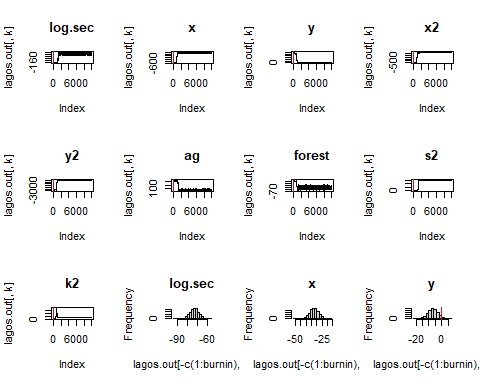 log.sec x y x2
lagos.out[, k] -160 lagos.out[, k] -600 lagos.out[, k] 0 lagos.out[, k] -500
0 6000 0 6000 0 6000 0 6000
Index Index Index Index
y2 ag forest s2
lagos.out[, k] -3000 lagos.out[, k] 100 lagos.out[, k] -70 lagos.out[, k] 0
0 6000 0 6000 0 6000 0 6000
Index Index Index Index
k2 log.sec x y
lagos.out[, k] 0 Frequency 0 Frequency 0 Frequency 0
0 6000 -90 -60 -50 -25 -20 0
Index lagos.out[-c(1:burnin), lagos.out[-c(1:burnin), lagos.out[-c(1:burnin),